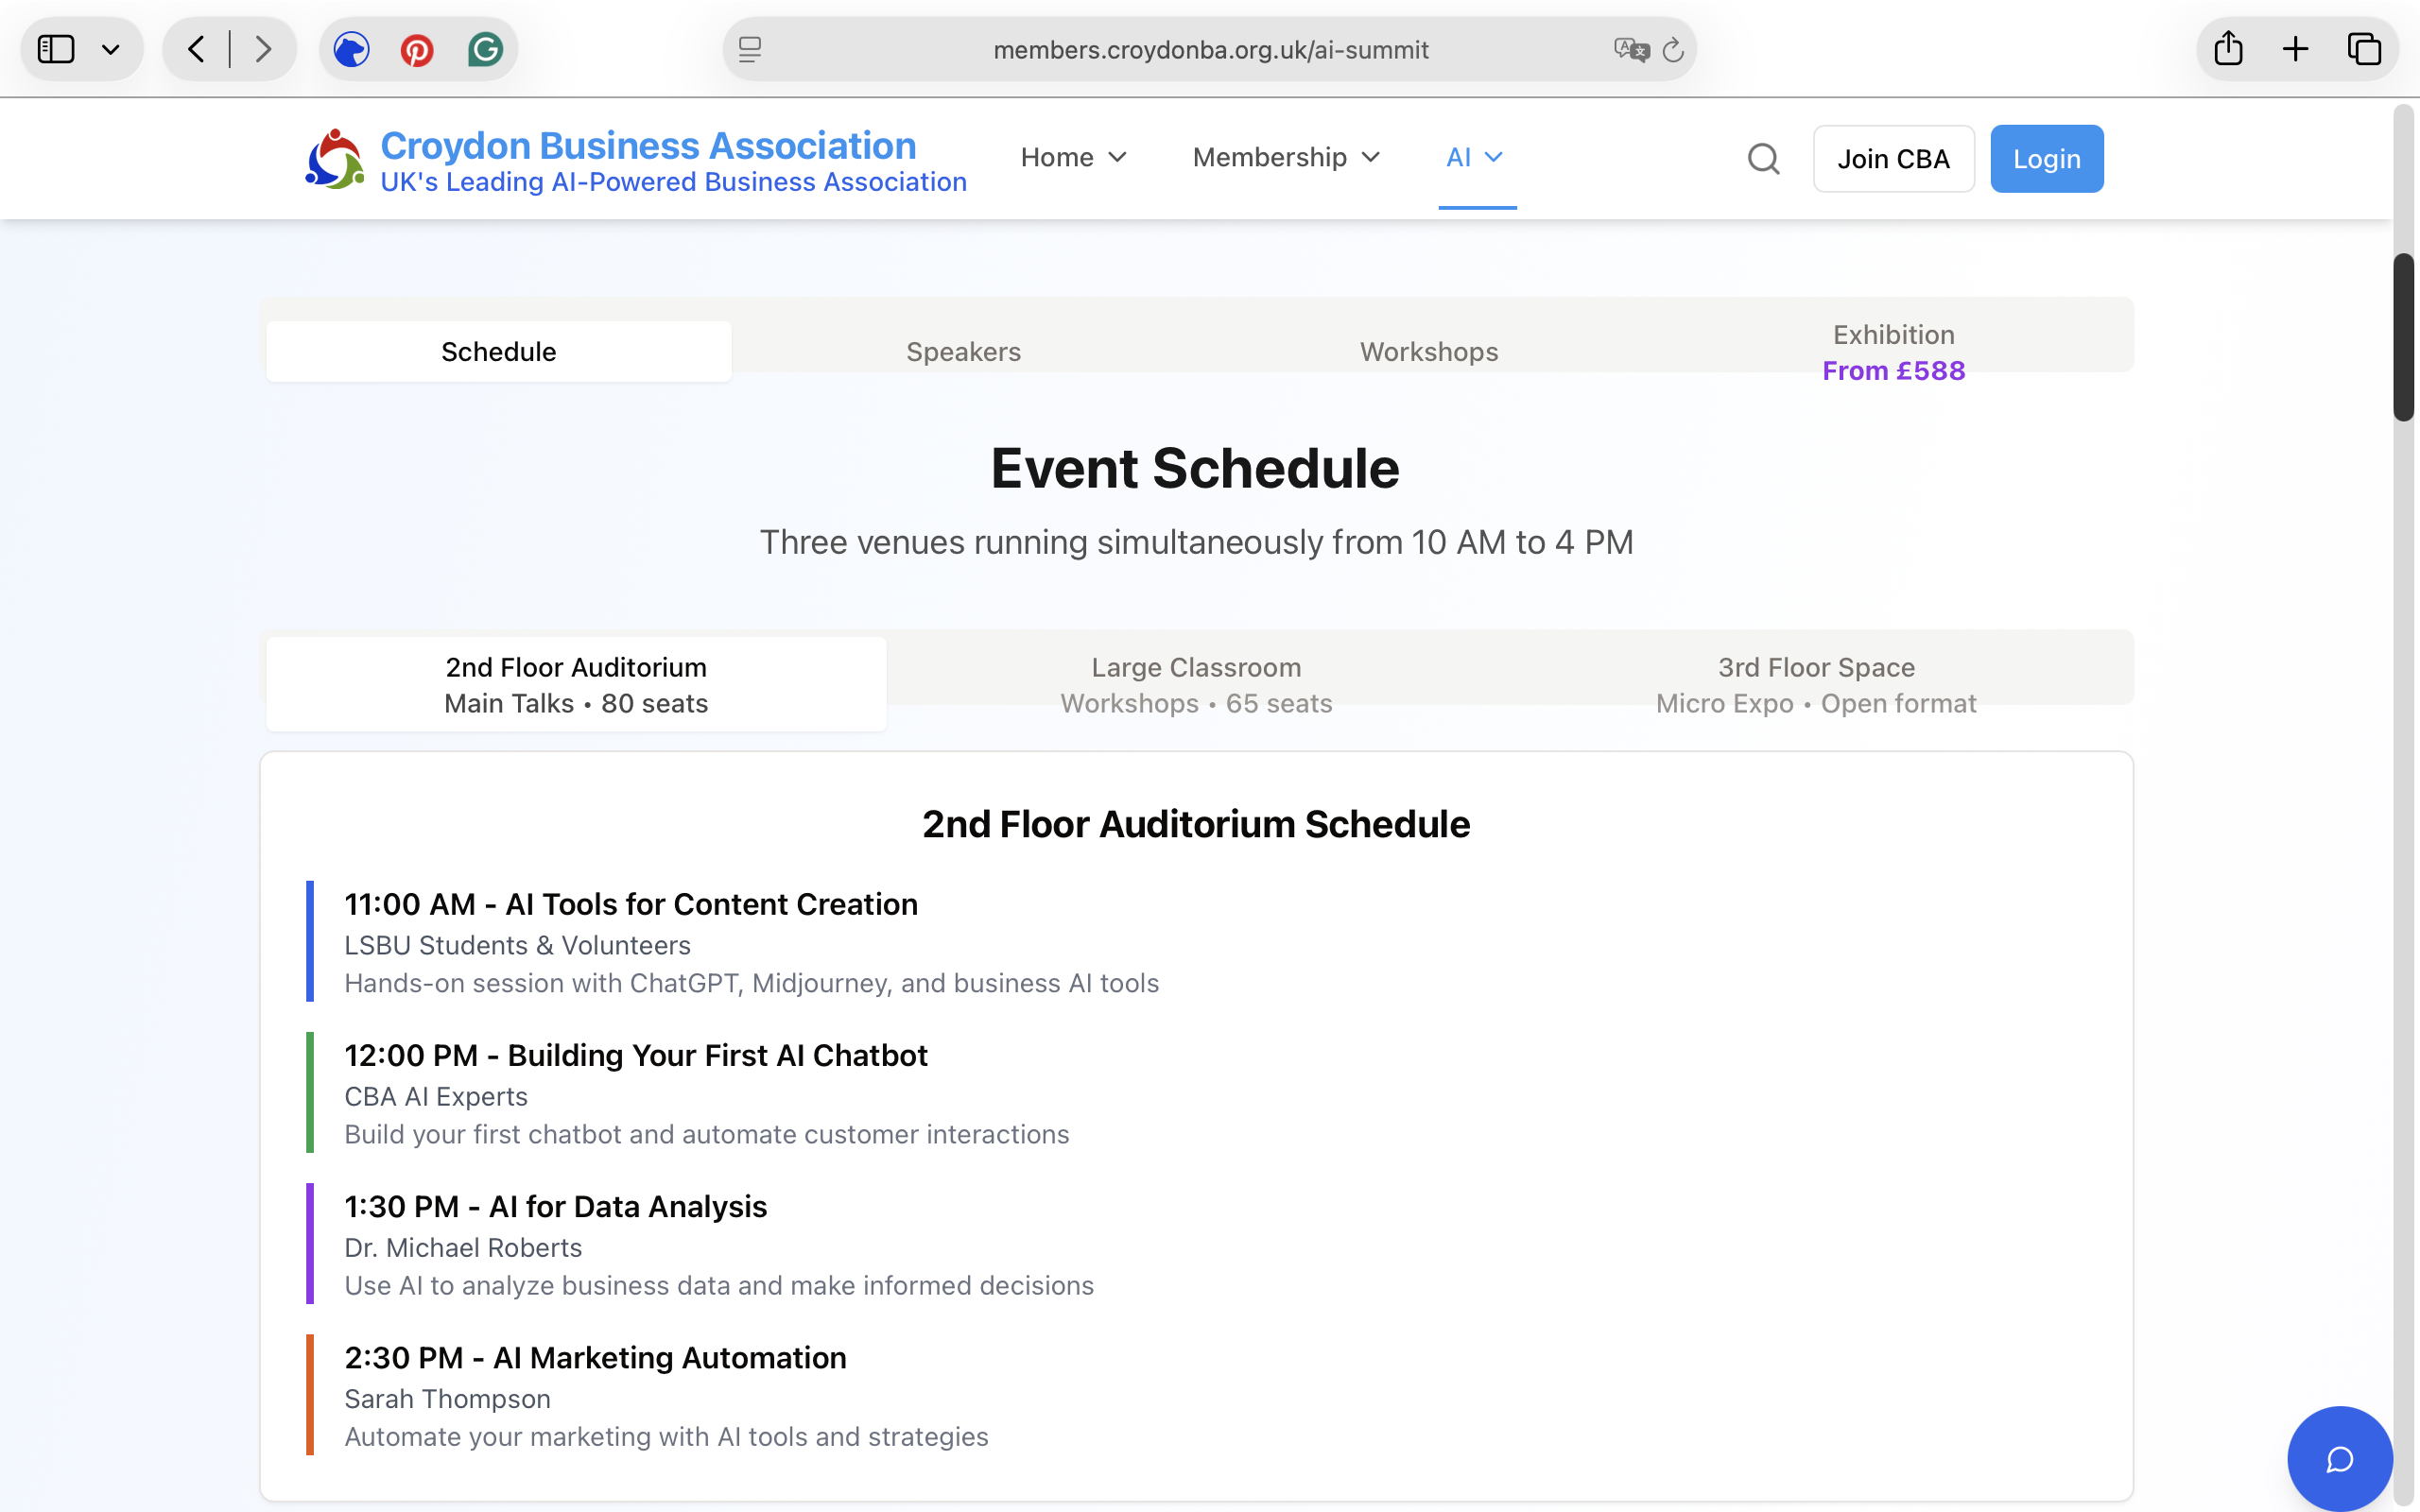 members.croydonba.org.uk/ai-summit
Croydon Business Association
UK's Leading AI-Powered Business Association
Home
Membership
AI
Join CBA
Login
Schedule
Speakers
Workshops
Exhibition
From £588
Event Schedule
Three venues running simultaneously from 10 AM to 4 PM
2nd Floor Auditorium
Main Talks • 80 seats
Large Classroom
Workshops • 65 seats
3rd Floor Space
Micro Expo • Open format
2nd Floor Auditorium Schedule
11:00 AM - AI Tools for Content Creation
LSBU Students & Volunteers
Hands-on session with ChatGPT, Midjourney, and business AI tools
12:00 PM - Building Your First AI Chatbot
CBA AI Experts
Build your first chatbot and automate customer interactions
1:30 PM - AI for Data Analysis
Dr. Michael Roberts
Use AI to analyze business data and make informed decisions
2:30 PM - AI Marketing Automation
Sarah Thompson
Automate your marketing with AI tools and strategies